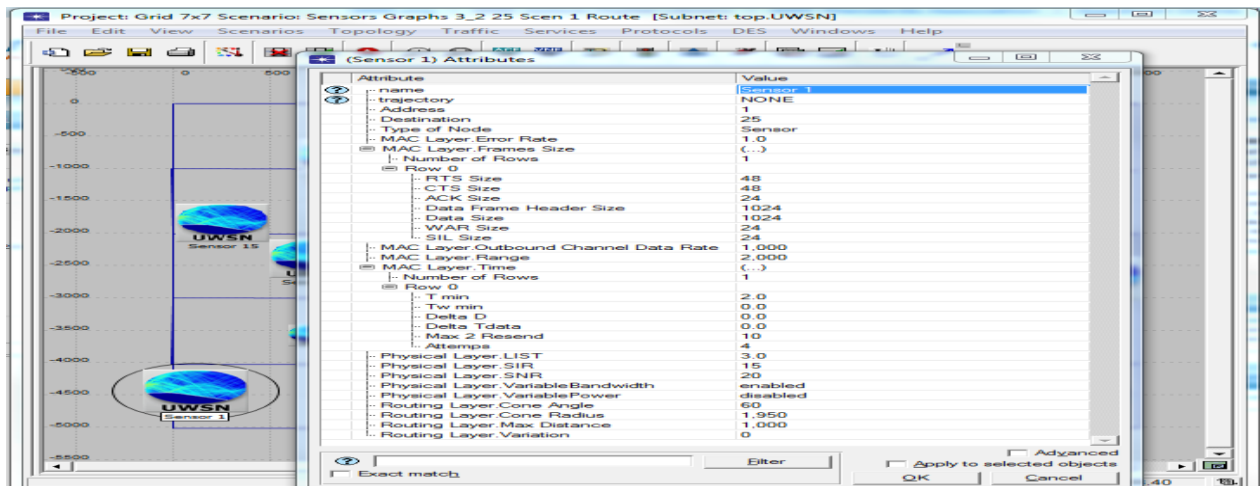 Project: Grid 7x7 Scenario: Sensors Graphs 3_2 25 Scen 1 Route [Subnet: top.UWSN]
File Edit View Scenarios Topology Traffic Services Protocols DES Windows Help
(Sensor 1) Attributes
Attribute Value
name Sensor 1
trajectory NONE
Address 1
Destination 25
Type of Node Sensor
MAC Layer.Error Rate 1.0
MAC Layer.Frames Size (...)
Number of Rows 1
Row 0
RTS Size 48
CTS Size 48
ACK Size 24
Data Frame Header Size 1024
Data Size 1024
WAR Size 24
SIL Size 24
MAC Layer.Outbound Channel Data Rate 1,000
MAC Layer.Range 2,000
MAC Layer.Time (...)
Number of Rows 1
Row 0
T min 2.0
Tw min 0.0
Delta D 0.0
Delta Tdata 0.0
Max 2 Resend 10
Attemps 4
Physical Layer.LIST 3.0
Physical Layer.SIR 15
Physical Layer.SNR 20
Physical Layer.VariableBandwidth enabled
Physical Layer.VariablePower disabled
Routing Layer.Cone Angle 60
Routing Layer.Cone Radius 1,950
Routing Layer.Max Distance 1,000
Routing Layer.Variation 0
Filter
Advanced
Exact match
Apply to selected objects
OK Cancel
0 500
0
-500
-1000
-1500
-2000
-2500
-3000
-3500
-4000
-4500
-5000
-5500
UWSN
Sensor 15
UWSN
Sensor 1